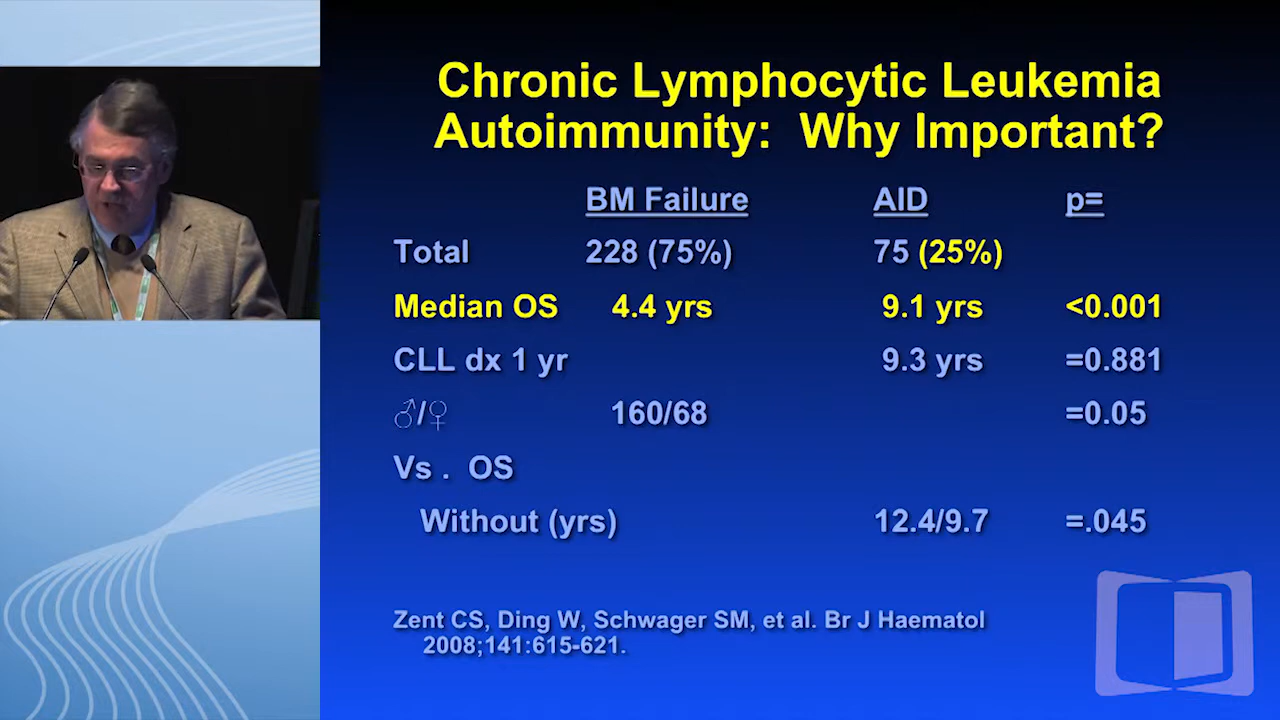 Chronic Lymphocytic Leukemia
Autoimmunity: Why Important?
BM Failure AID p=
Total 228 (75%) 75 (25%)
Median OS 4.4 yrs 9.1 yrs <0.001
CLL dx 1 yr 9.3 yrs =0.881
♂/♀ 160/68 =0.05
Vs . OS
Without (yrs) 12.4/9.7 =.045
Zent CS, Ding W, Schwager SM, et al. Br J Haematol
2008;141:615-621.